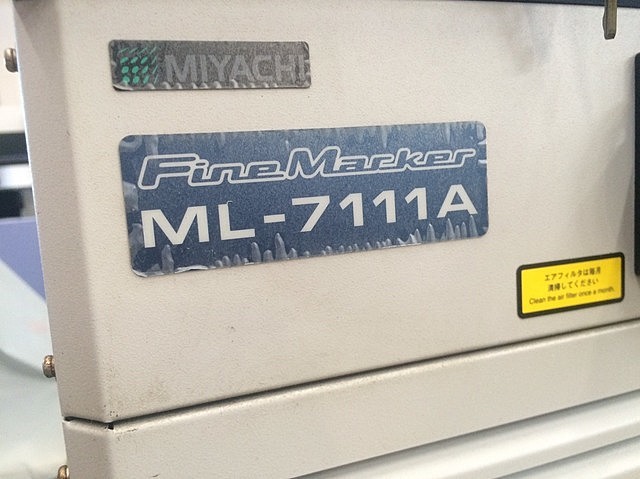 MIYACHI
FineMarker
ML-7111A
エアフィルタは毎月
清掃してください
Clean the air filter once a month.